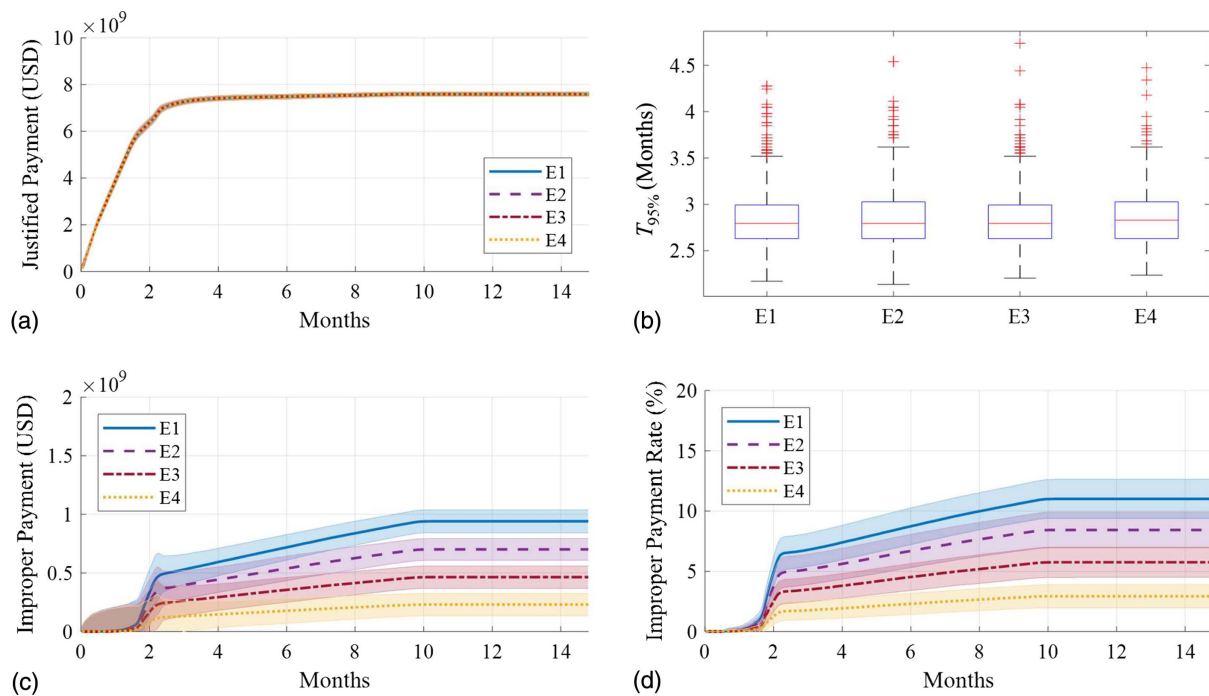 ×10⁹
10
8
6
4
2
0
Justified Payment (USD)
E1
E2
E3
E4
0 2 4 6 8 10 12 14
Months
(a)
4.5
4
3.5
3
2.5
T95% (Months)
E1 E2 E3 E4
(b)
×10⁹
2
1.5
1
0.5
0
Improper Payment (USD)
E1
E2
E3
E4
0 2 4 6 8 10 12 14
Months
(c)
20
15
10
5
0
Improper Payment Rate (%)
E1
E2
E3
E4
0 2 4 6 8 10 12 14
Months
(d)